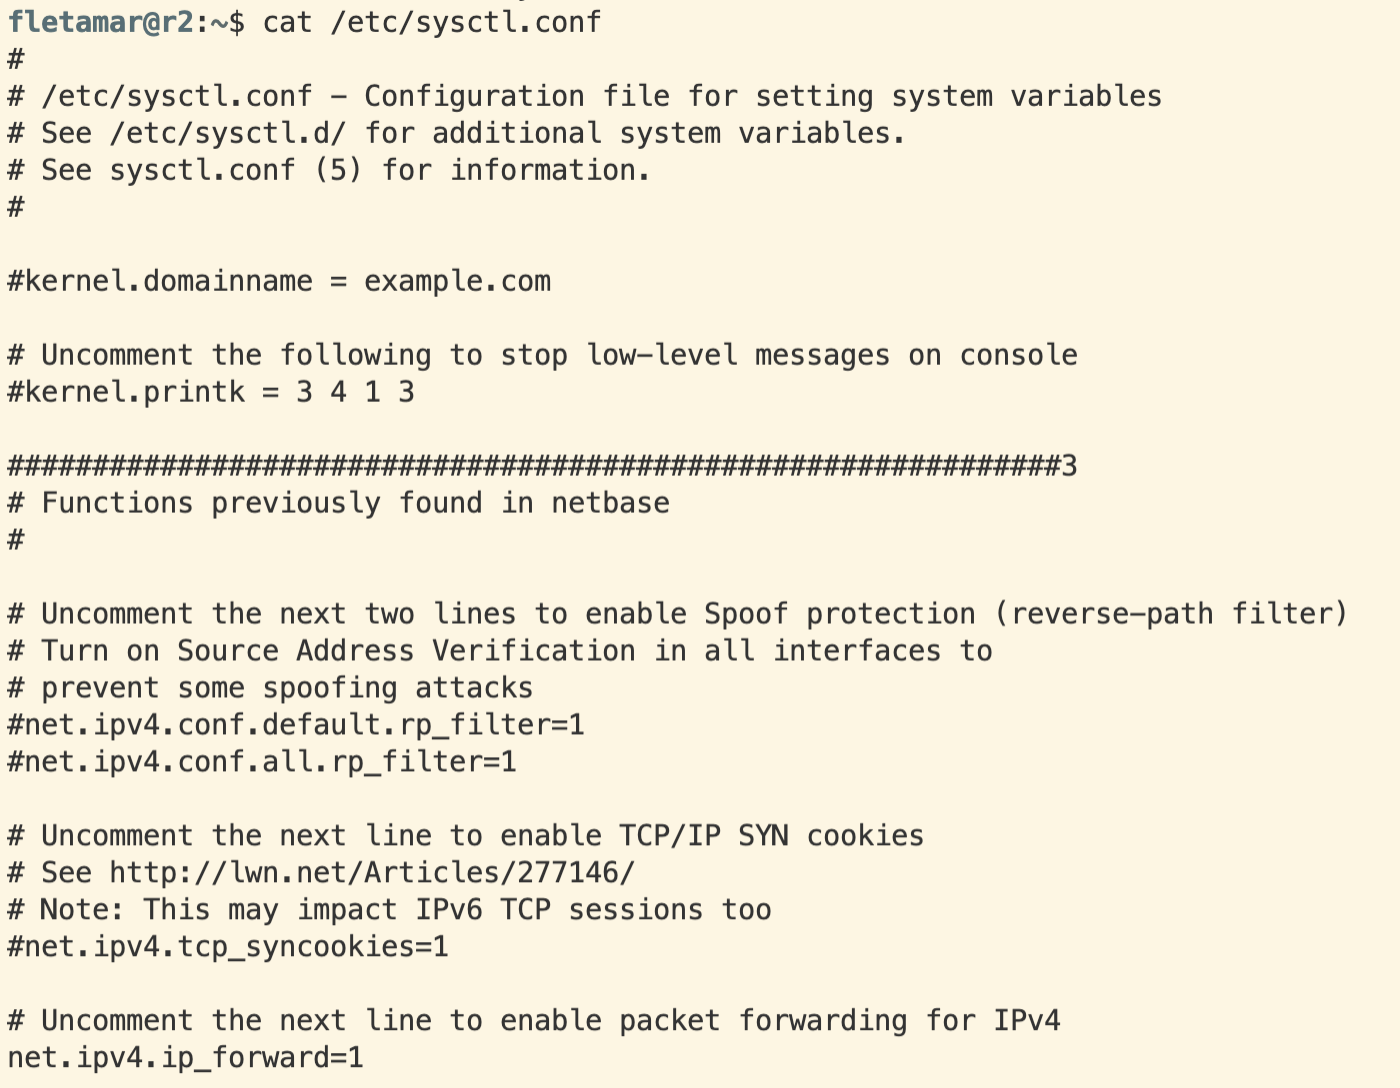 fletamar@r2:~$ cat /etc/sysctl.conf
#
# /etc/sysctl.conf - Configuration file for setting system variables
# See /etc/sysctl.d/ for additional system variables.
# See sysctl.conf (5) for information.
#

#kernel.domainname = example.com

# Uncomment the following to stop low-level messages on console
#kernel.printk = 3 4 1 3

##############################################################3
# Functions previously found in netbase
#

# Uncomment the next two lines to enable Spoof protection (reverse-path filter)
# Turn on Source Address Verification in all interfaces to
# prevent some spoofing attacks
#net.ipv4.conf.default.rp_filter=1
#net.ipv4.conf.all.rp_filter=1

# Uncomment the next line to enable TCP/IP SYN cookies
# See http://lwn.net/Articles/277146/
# Note: This may impact IPv6 TCP sessions too
#net.ipv4.tcp_syncookies=1

# Uncomment the next line to enable packet forwarding for IPv4
net.ipv4.ip_forward=1